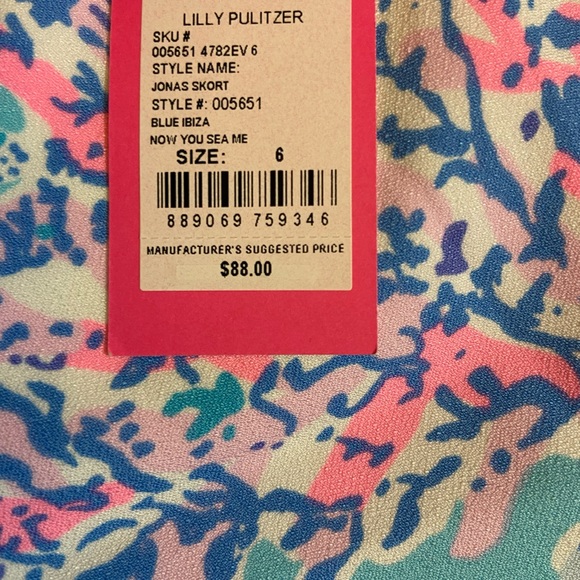 LILLY PULITZER
SKU #
005651 4782EV 6
STYLE NAME:
JONAS SKORT
STYLE #: 005651
BLUE IBIZA
NOW YOU SEA ME
SIZE: 6
889069 759346
MANUFACTURER'S SUGGESTED PRICE
$88.00